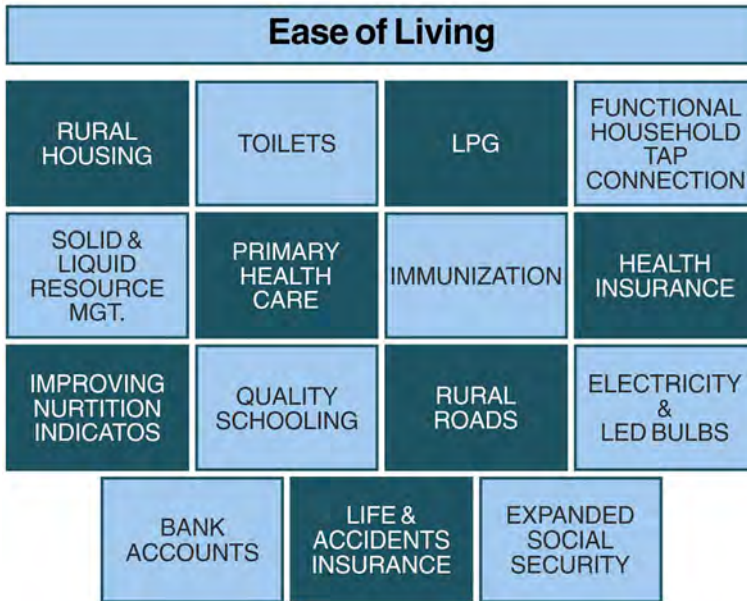 Ease of Living
RURAL
HOUSING
TOILETS
LPG
FUNCTIONAL
HOUSEHOLD
TAP
CONNECTION
SOLID &
LIQUID
RESOURCE
MGT.
PRIMARY
HEALTH
CARE
IMMUNIZATION
HEALTH
INSURANCE
IMPROVING
NURTITION
INDICATOS
QUALITY
SCHOOLING
RURAL
ROADS
ELECTRICITY
&
LED BULBS
BANK
ACCOUNTS
LIFE &
ACCIDENTS
INSURANCE
EXPANDED
SOCIAL
SECURITY